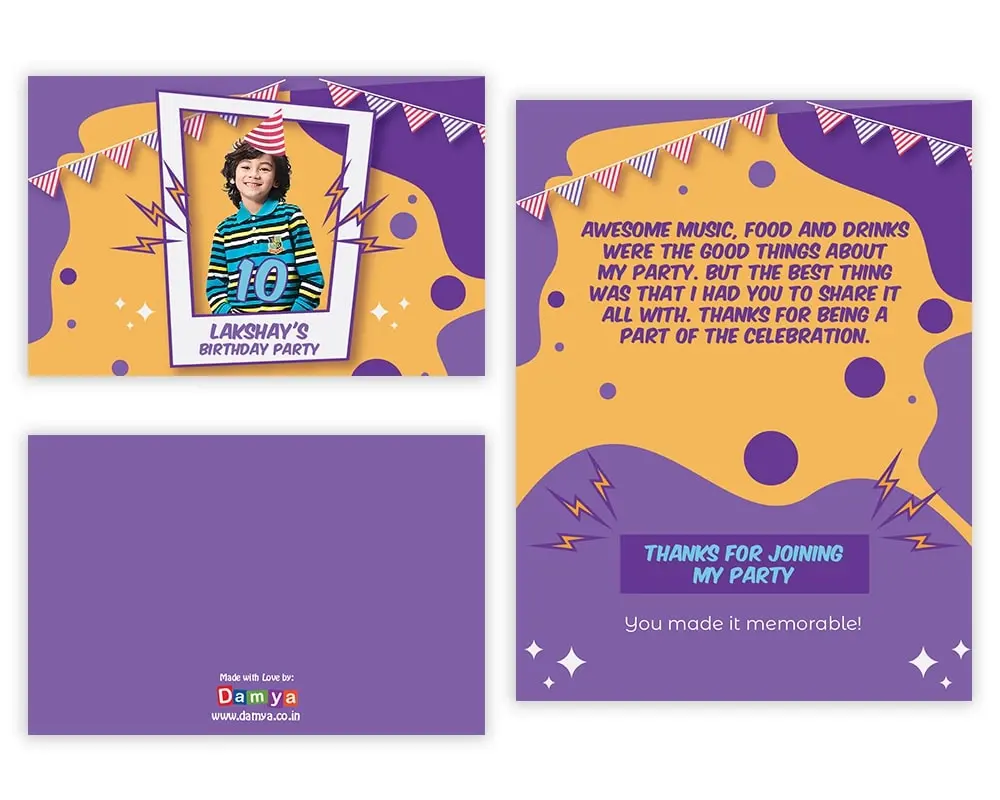 10
LAKSHAY'S
BIRTHDAY PARTY
Made with Love by:
Damya
www.damya.co.in
AWESOME MUSIC, FOOD AND DRINKS
WERE THE GOOD THINGS ABOUT
MY PARTY. BUT THE BEST THING
WAS THAT I HAD YOU TO SHARE IT
ALL WITH. THANKS FOR BEING A
PART OF THE CELEBRATION.
THANKS FOR JOINING
MY PARTY
You made it memorable!